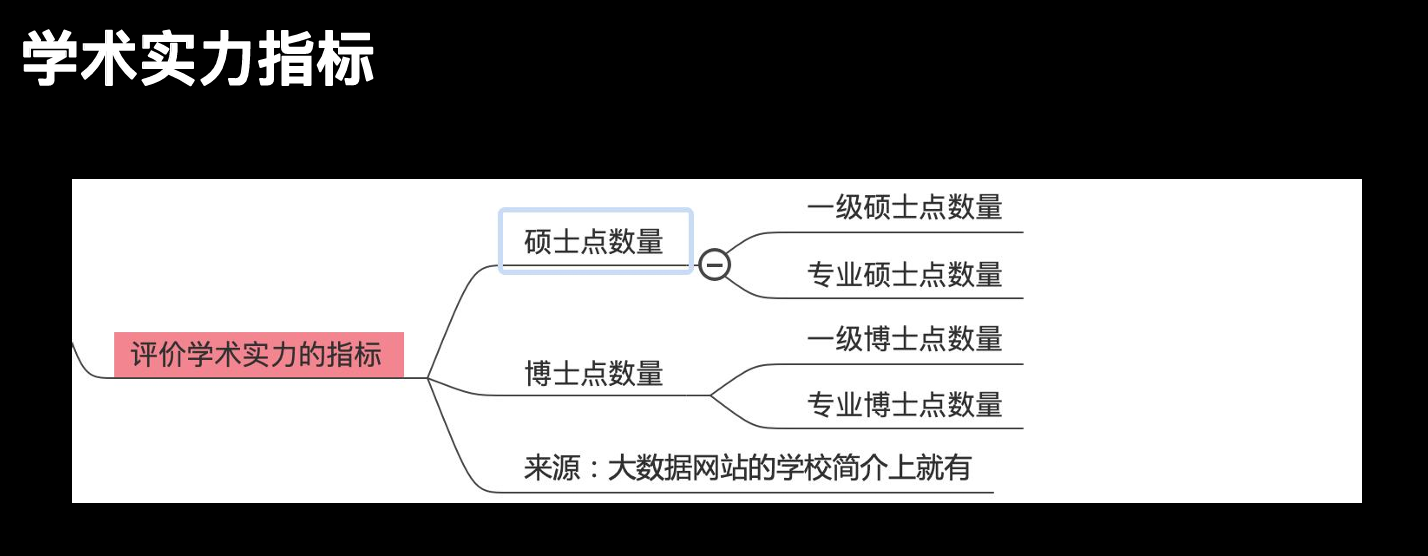 学术实力指标
一级硕士点数量
硕士点数量
专业硕士点数量
一级博士点数量
评价学术实力的指标
博士点数量
专业博士点数量
来源：大数据网站的学校简介上就有